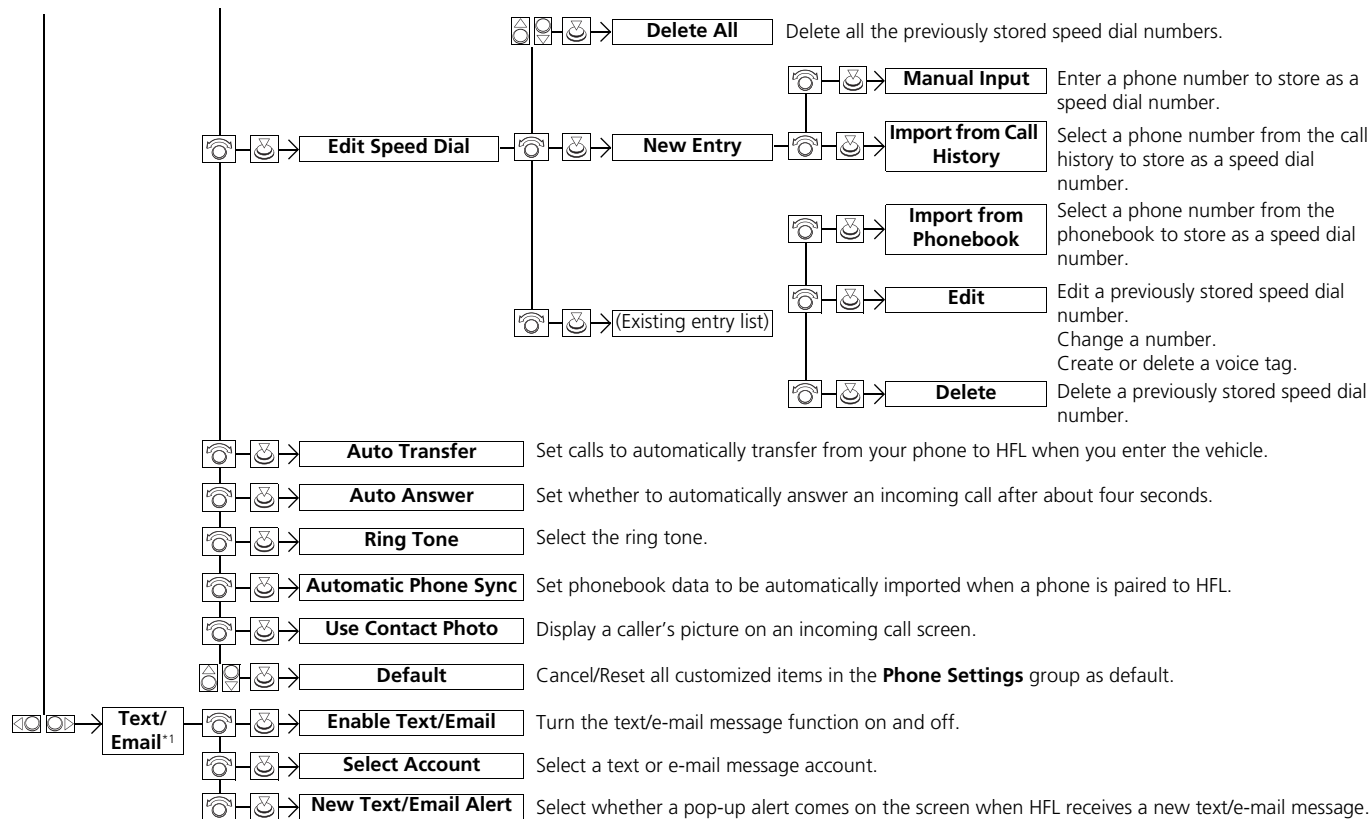 Delete All
Delete all the previously stored speed dial numbers.
Manual Input
Enter a phone number to store as a
speed dial number.
Edit Speed Dial
New Entry
Import from Call
History
Select a phone number from the call
history to store as a speed dial
number.
Import from
Phonebook
Select a phone number from the
phonebook to store as a speed dial
number.
(Existing entry list)
Edit
Edit a previously stored speed dial
number.
Change a number.
Create or delete a voice tag.
Delete
Delete a previously stored speed dial
number.
Auto Transfer
Set calls to automatically transfer from your phone to HFL when you enter the vehicle.
Auto Answer
Set whether to automatically answer an incoming call after about four seconds.
Ring Tone
Select the ring tone.
Automatic Phone Sync
Set phonebook data to be automatically imported when a phone is paired to HFL.
Use Contact Photo
Display a caller's picture on an incoming call screen.
Default
Cancel/Reset all customized items in the Phone Settings group as default.
Text/
Email*1
Enable Text/Email
Turn the text/e-mail message function on and off.
Select Account
Select a text or e-mail message account.
New Text/Email Alert
Select whether a pop-up alert comes on the screen when HFL receives a new text/e-mail message.